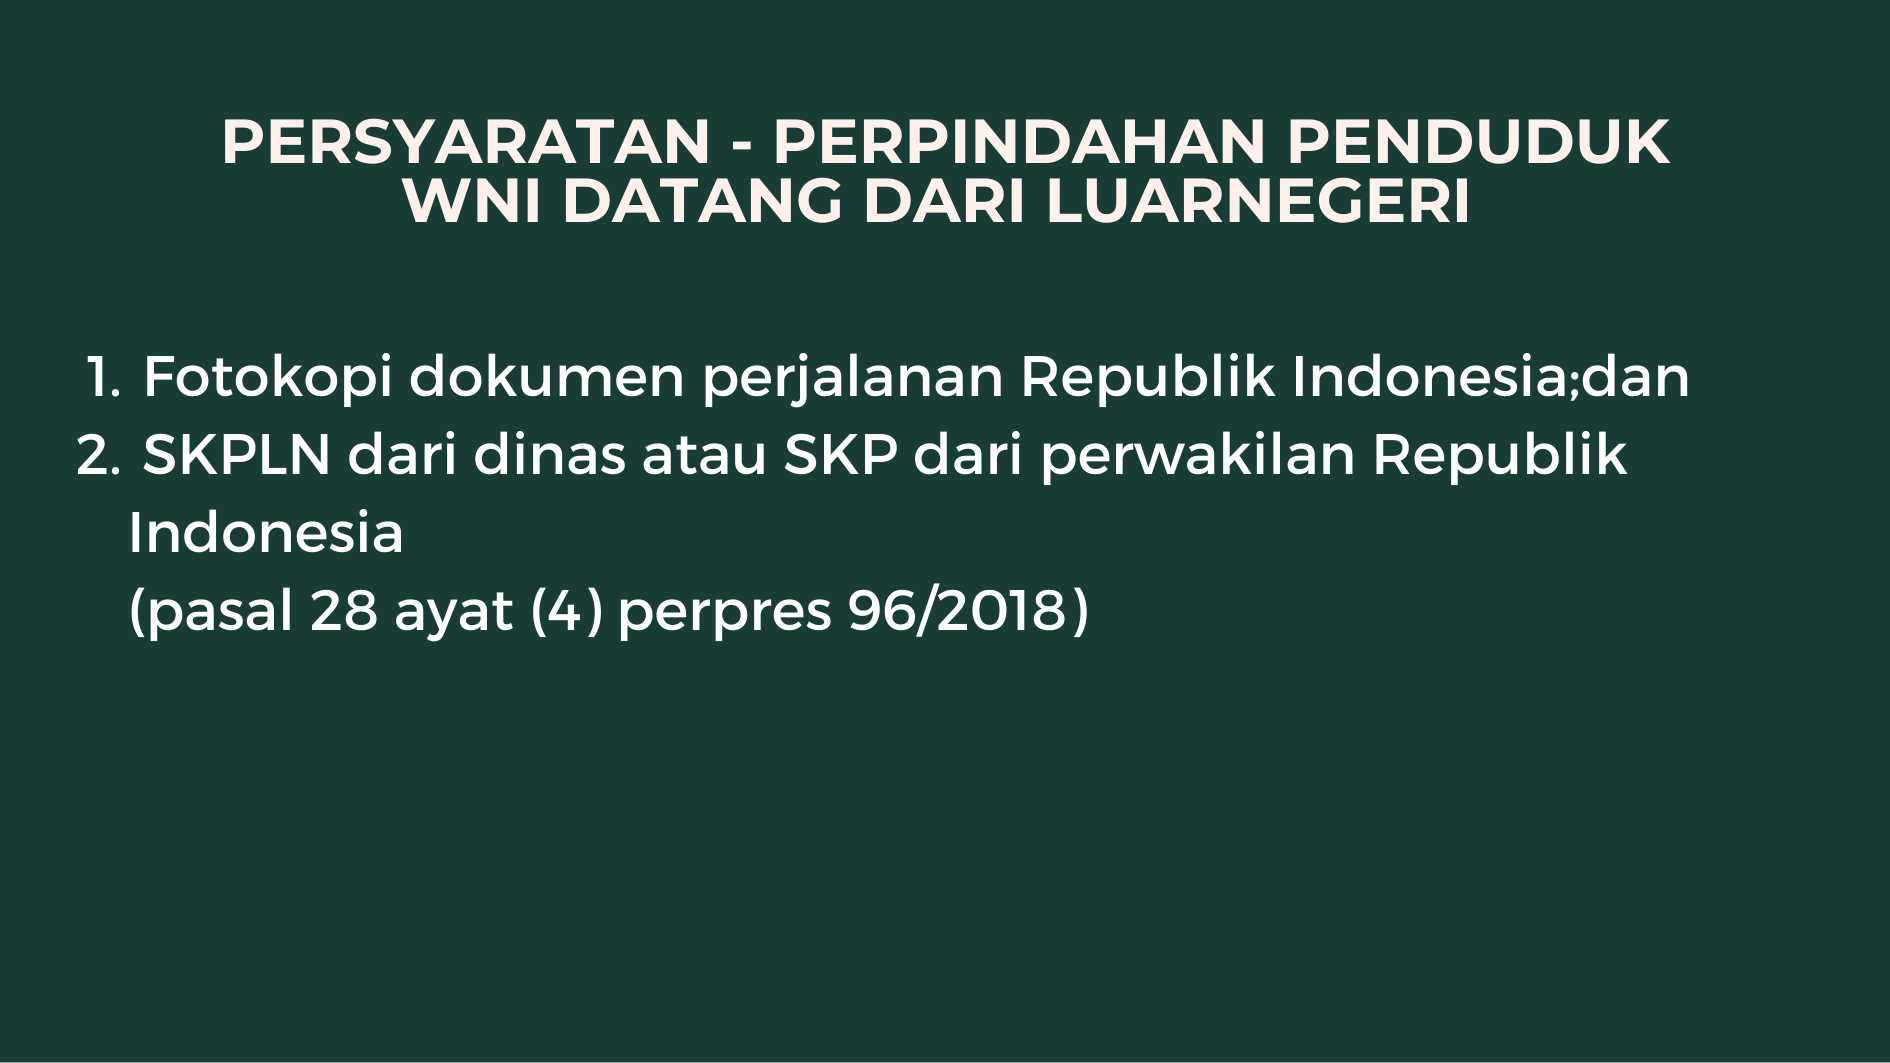 PERSYARATAN - PERPINDAHAN PENDUDUK
WNI DATANG DARI LUARNEGERI
1. Fotokopi dokumen perjalanan Republik Indonesia;dan
2. SKPLN dari dinas atau SKP dari perwakilan Republik
Indonesia
(pasal 28 ayat (4) perpres 96/2018)